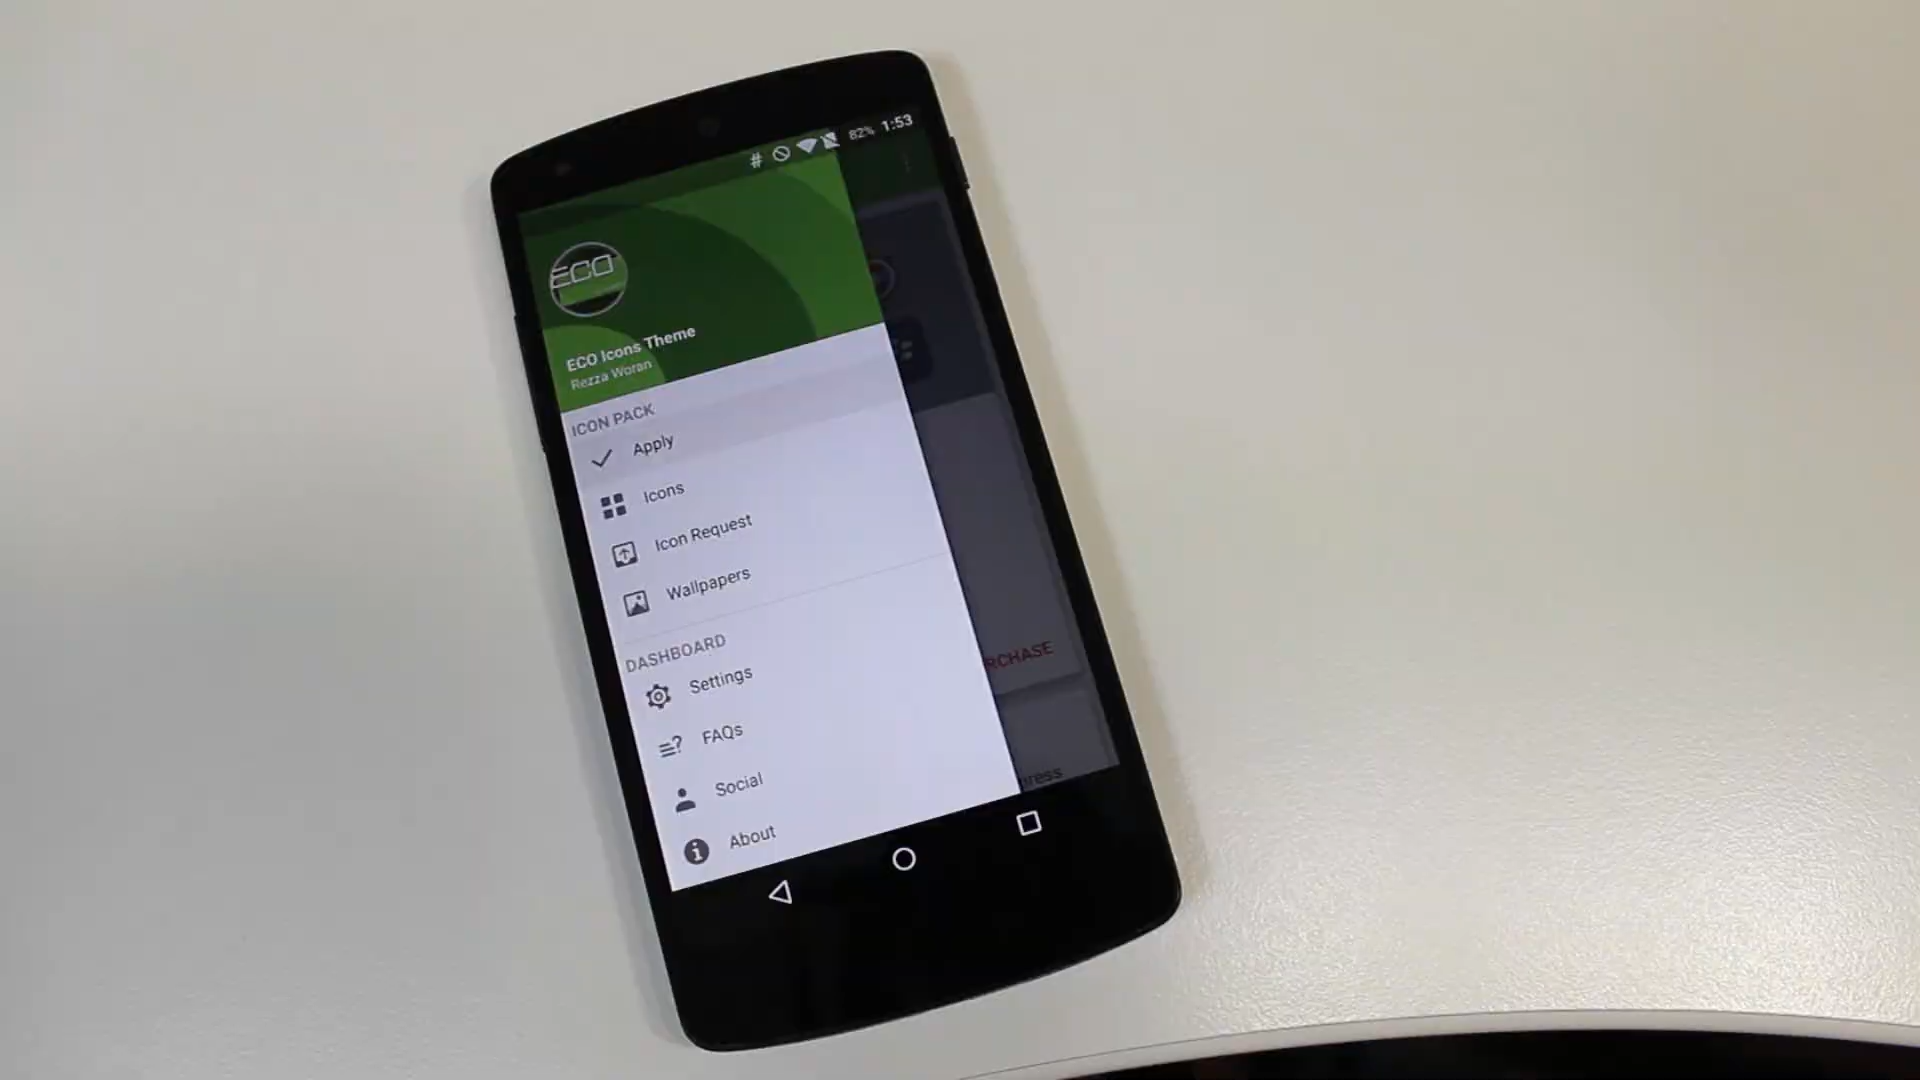 # 82% 1:53
ECO
ECO Icons Theme
Rezza Woran
ICON PACK
Apply
Icons
Icon Request
Wallpapers
RCHASE
DASHBOARD
Settings
FAQs
Social
About